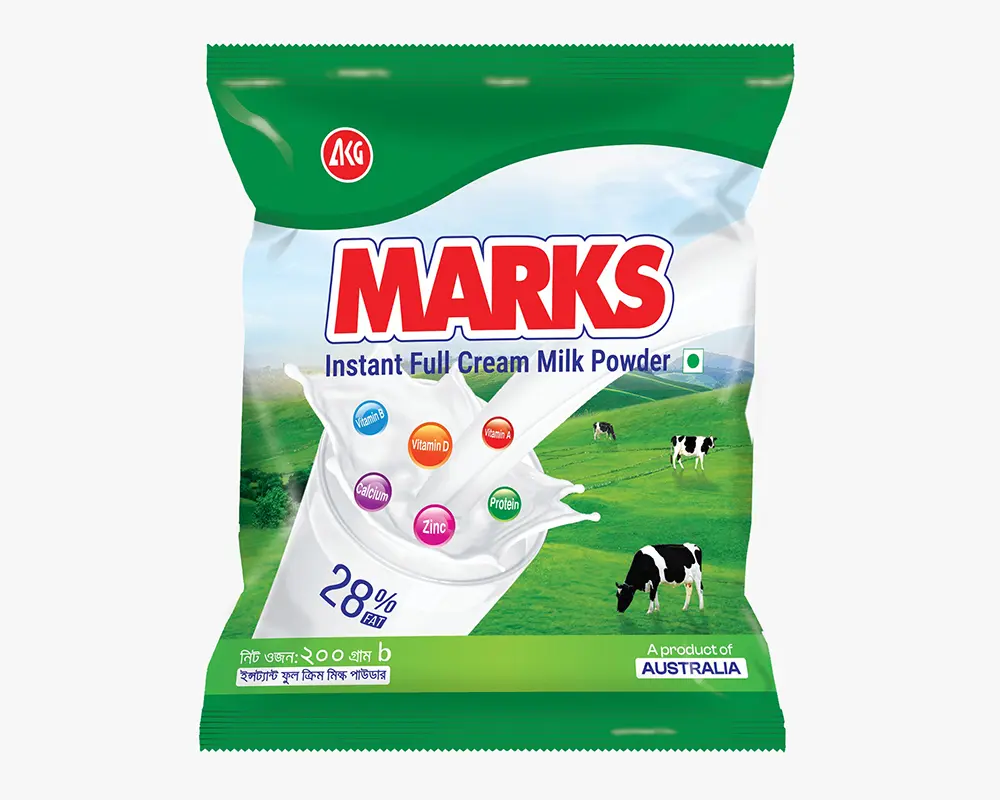 AKG
MARKS
Instant Full Cream Milk Powder
Vitamin B
Vitamin D
Vitamin A
Calcium
Zinc
Protein
28%
FAT
নিট ওজন: ২০০ গ্রাম ৳
ইন্সট্যান্ট ফুল ক্রিম মিল্ক পাউডার
A product of
AUSTRALIA